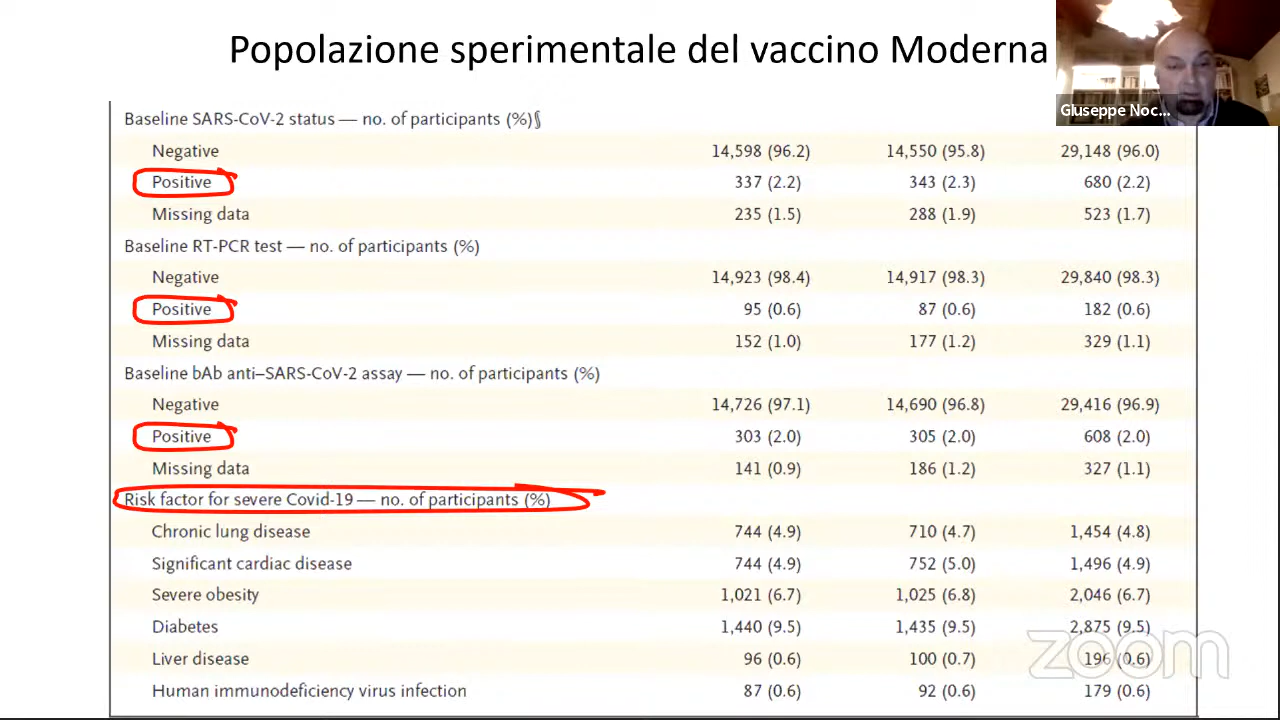 Popolazione sperimentale del vaccino Moderna
Giuseppe Noc...
Baseline SARS-CoV-2 status — no. of participants (%)§
Negative 14,598 (96.2) 14,550 (95.8) 29,148 (96.0)
Positive 337 (2.2) 343 (2.3) 680 (2.2)
Missing data 235 (1.5) 288 (1.9) 523 (1.7)
Baseline RT-PCR test — no. of participants (%)
Negative 14,923 (98.4) 14,917 (98.3) 29,840 (98.3)
Positive 95 (0.6) 87 (0.6) 182 (0.6)
Missing data 152 (1.0) 177 (1.2) 329 (1.1)
Baseline bAb anti–SARS-CoV-2 assay — no. of participants (%)
Negative 14,726 (97.1) 14,690 (96.8) 29,416 (96.9)
Positive 303 (2.0) 305 (2.0) 608 (2.0)
Missing data 141 (0.9) 186 (1.2) 327 (1.1)
Risk factor for severe Covid-19 — no. of participants (%)
Chronic lung disease 744 (4.9) 710 (4.7) 1,454 (4.8)
Significant cardiac disease 744 (4.9) 752 (5.0) 1,496 (4.9)
Severe obesity 1,021 (6.7) 1,025 (6.8) 2,046 (6.7)
Diabetes 1,440 (9.5) 1,435 (9.5) 2,875 (9.5)
Liver disease 96 (0.6) 100 (0.7) 196 (0.6)
Human immunodeficiency virus infection 87 (0.6) 92 (0.6) 179 (0.6)
zoom